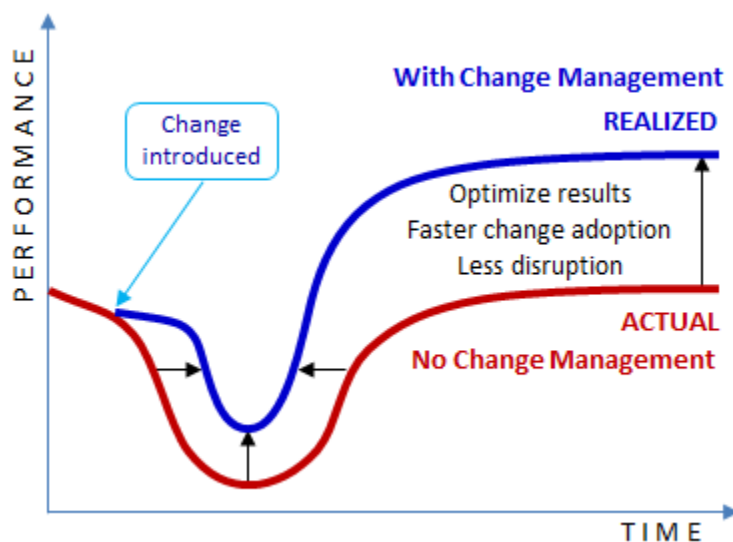 PERFORMANCE
Change
introduced
With Change Management
REALIZED
Optimize results
Faster change adoption
Less disruption
ACTUAL
No Change Management
TIME